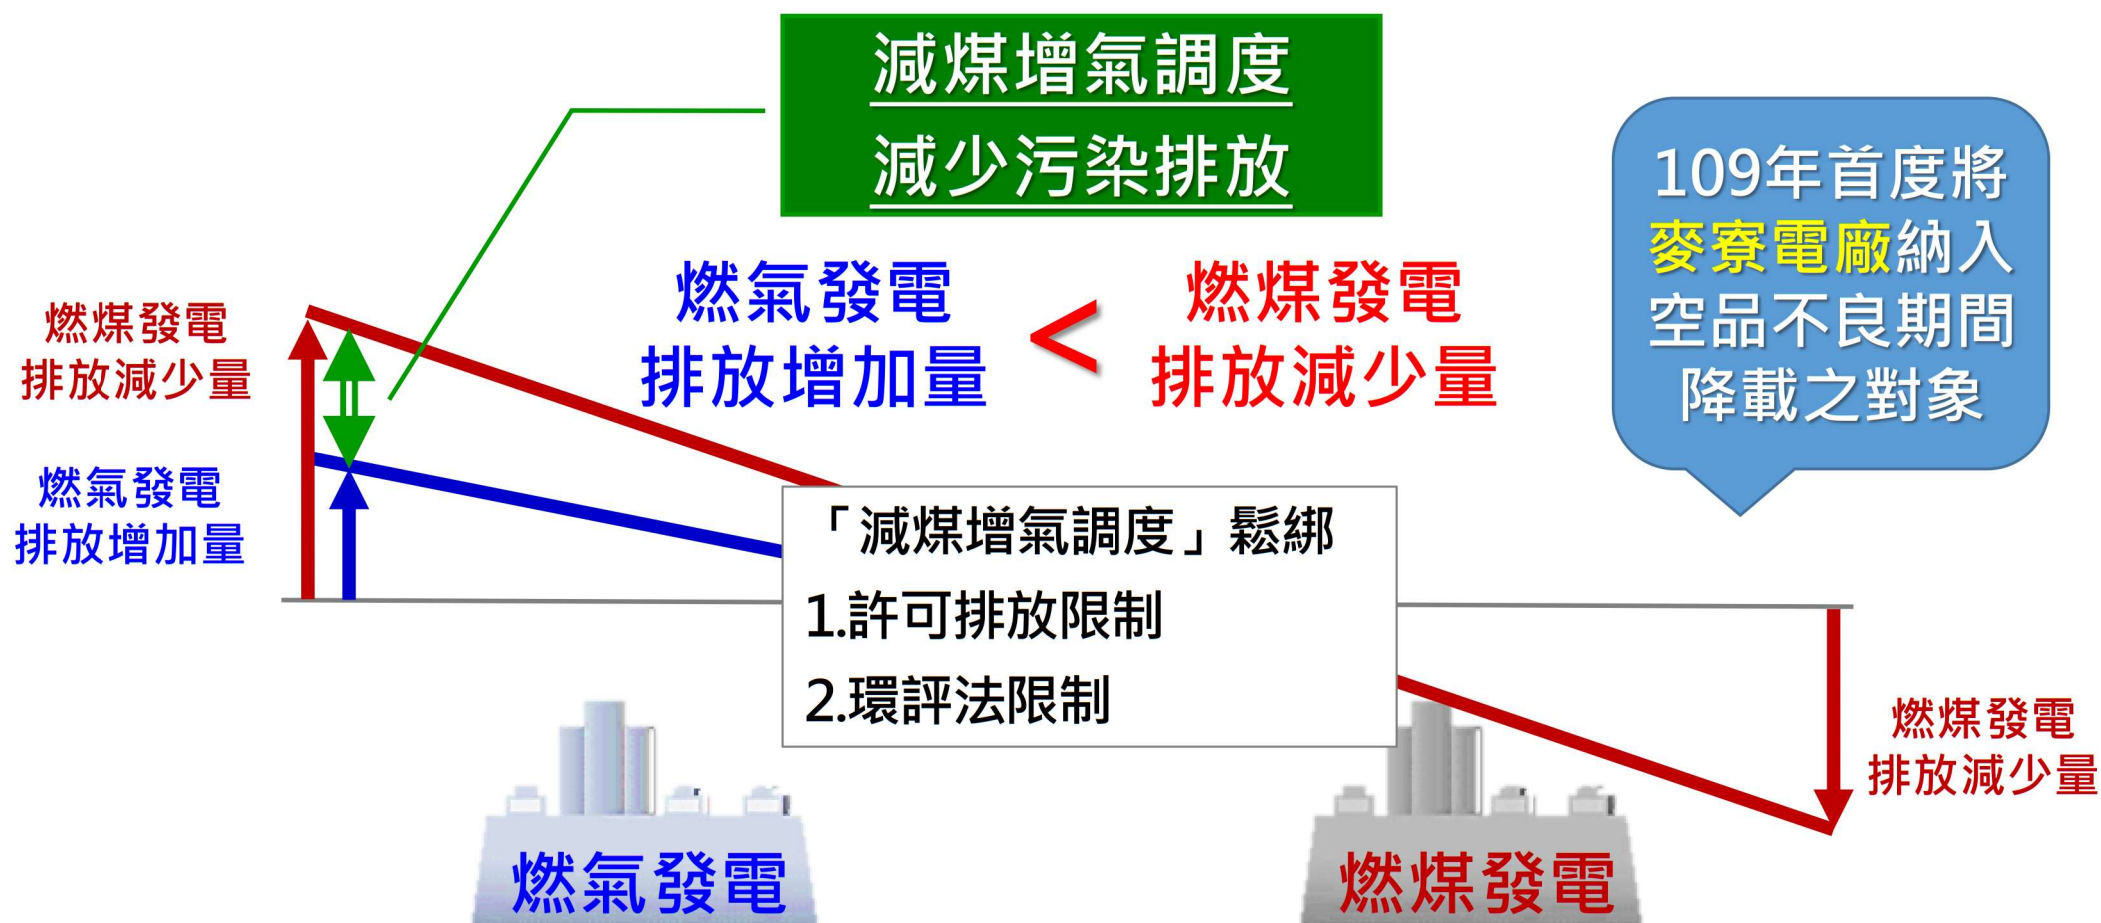 減煤增氣調度
減少污染排放
109年首度將
麥寮電廠納入
空品不良期間
降載之對象
燃氣發電
排放增加量
<
燃煤發電
排放減少量
燃煤發電
排放減少量
燃氣發電
排放增加量
「減煤增氣調度」鬆綁
1.許可排放限制
2.環評法限制
燃煤發電
排放減少量
燃氣發電
燃煤發電